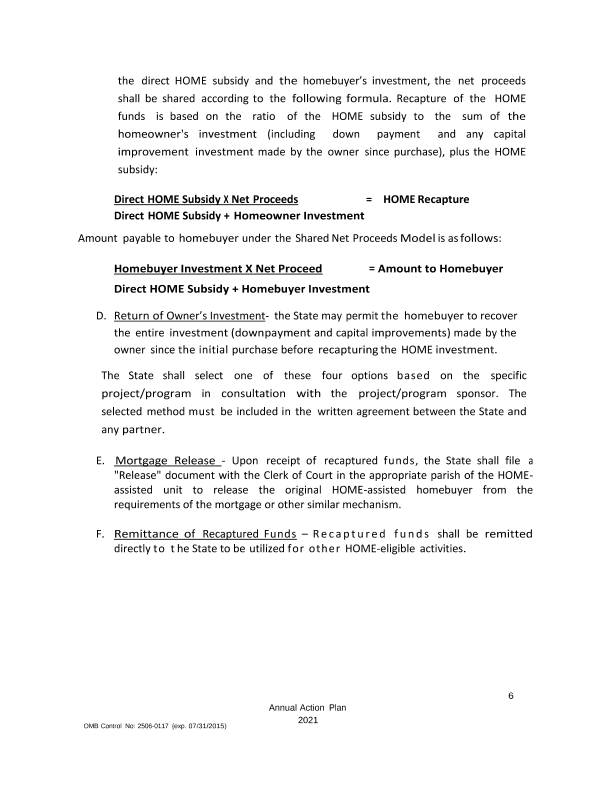 the direct HOME subsidy and the homebuyer’s investment, the net proceeds
shall be shared according to the following formula. Recapture of the HOME
funds is based on the ratio of the HOME subsidy to the sum of the
homeowner's investment (including down payment and any capital
improvement investment made by the owner since purchase), plus the HOME
subsidy:
Direct HOME Subsidy X Net Proceeds = HOME Recapture
Direct HOME Subsidy + Homeowner Investment
Amount payable to homebuyer under the Shared Net Proceeds Model is as follows:
Homebuyer Investment X Net Proceed = Amount to Homebuyer
Direct HOME Subsidy + Homebuyer Investment
D. Return of Owner’s Investment- the State may permit the homebuyer to recover
the entire investment (downpayment and capital improvements) made by the
owner since the initial purchase before recapturing the HOME investment.
The State shall select one of these four options based on the specific
project/program in consultation with the project/program sponsor. The
selected method must be included in the written agreement between the State and
any partner.
E. Mortgage Release - Upon receipt of recaptured funds, the State shall file a
"Release" document with the Clerk of Court in the appropriate parish of the HOME-
assisted unit to release the original HOME-assisted homebuyer from the
requirements of the mortgage or other similar mechanism.
F. Remittance of Recaptured Funds – Recaptured funds shall be remitted
directly to the State to be utilized for other HOME-eligible activities.
6
Annual Action Plan
2021
OMB Control No: 2506-0117 (exp. 07/31/2015)